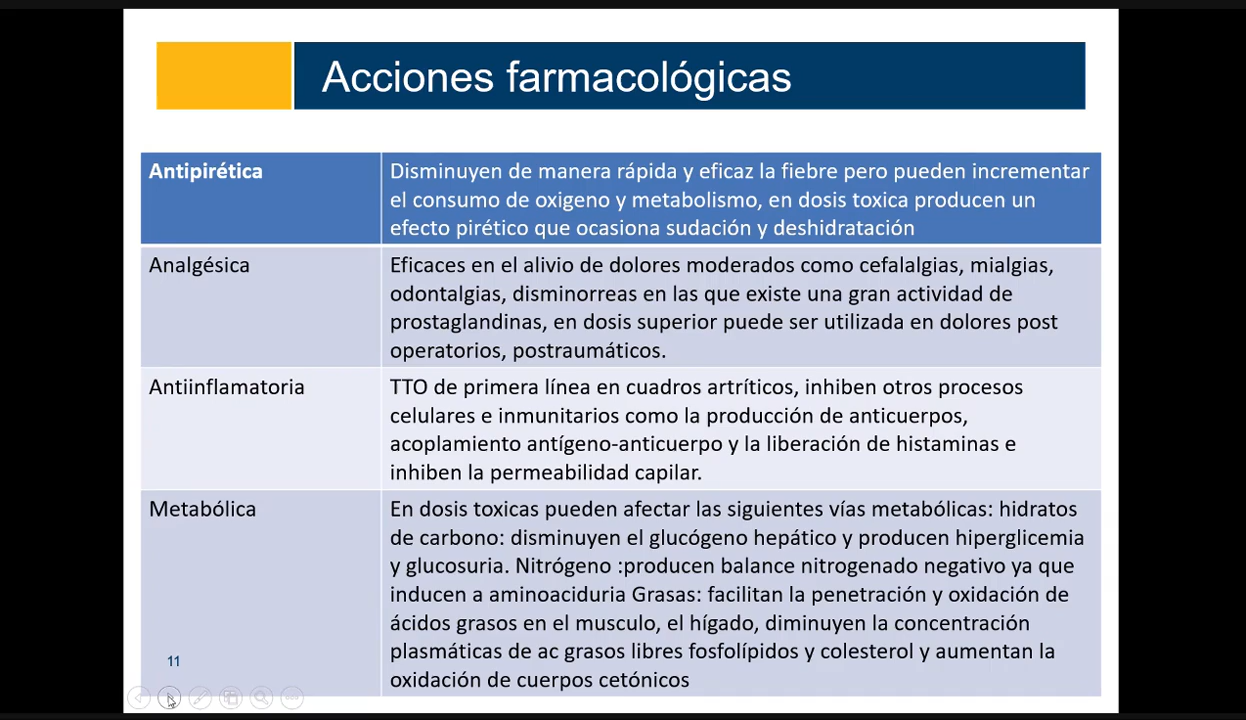 Acciones farmacológicas
Antipirética
Disminuyen de manera rápida y eficaz la fiebre pero pueden incrementar
el consumo de oxigeno y metabolismo, en dosis toxica producen un
efecto pirético que ocasiona sudación y deshidratación
Analgésica
Eficaces en el alivio de dolores moderados como cefalalgias, mialgias,
odontalgias, disminorreas en las que existe una gran actividad de
prostaglandinas, en dosis superior puede ser utilizada en dolores post
operatorios, postraumáticos.
Antiinflamatoria
TTO de primera línea en cuadros artríticos, inhiben otros procesos
celulares e inmunitarios como la producción de anticuerpos,
acoplamiento antígeno-anticuerpo y la liberación de histaminas e
inhiben la permeabilidad capilar.
Metabólica
En dosis toxicas pueden afectar las siguientes vías metabólicas: hidratos
de carbono: disminuyen el glucógeno hepático y producen hiperglicemia
y glucosuria. Nitrógeno :producen balance nitrogenado negativo ya que
inducen a aminoaciduria Grasas: facilitan la penetración y oxidación de
ácidos grasos en el musculo, el hígado, diminuyen la concentración
plasmáticas de ac grasos libres fosfolípidos y colesterol y aumentan la
oxidación de cuerpos cetónicos
11